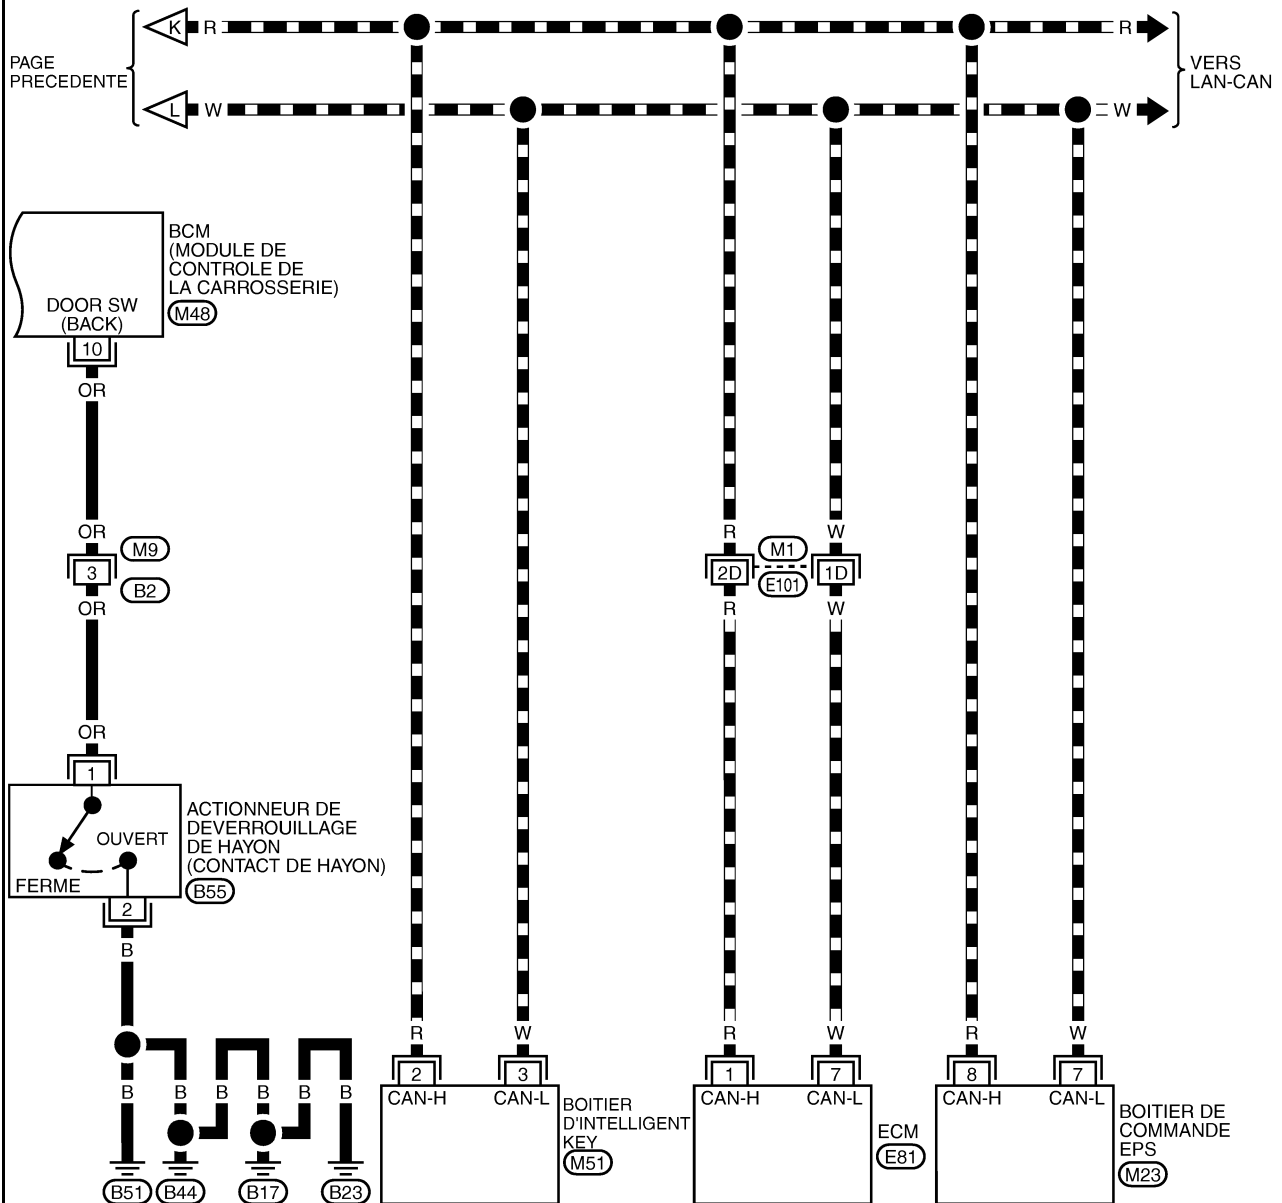 K R R
PAGE
PRECEDENTE
VERS
LAN-CAN
L W W
BCM
(MODULE DE
CONTROLE DE
LA CARROSSERIE)
M48
DOOR SW
(BACK)
10
OR
OR
M9
3
B2
OR
OR
1
ACTIONNEUR DE
DEVERROUILLAGE
DE HAYON
(CONTACT DE HAYON)
B55
OUVERT
FERME
2
B
B B B B B B
B51 B44 B17 B23
R W
M1
2D 1D
E101
R W
R W R W R W
2 3 1 7 8 7
CAN-H CAN-L CAN-H CAN-L CAN-H CAN-L
BOITIER
D'INTELLIGENT
KEY
M51
ECM
E81
BOITIER DE
COMMANDE
EPS
M23